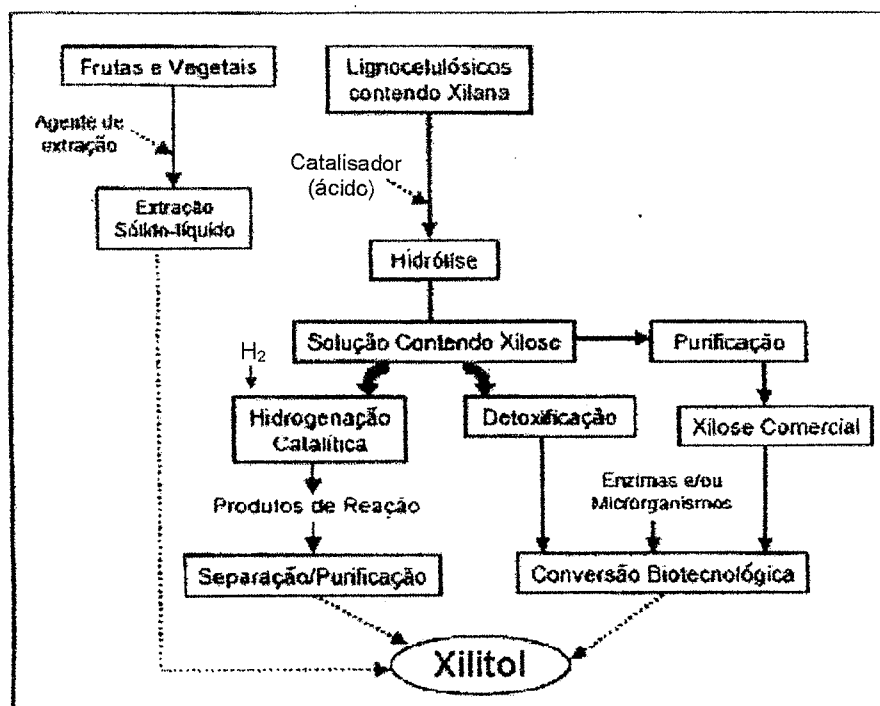 Frutas e Vegetais
Lignocelulósicos
contendo Xilana
Agente de
extração
Catalisador
(ácido)
Extração
Sólido-líquido
Hidrólise
Solução Contendo Xilose
Purificação
H₂
Hidrogenação
Catalítica
Detoxificação
Xilose Comercial
Enzimas e/ou
Microrganismos
Produtos de Reação
Separação/Purificação
Conversão Biotecnológica
Xilitol